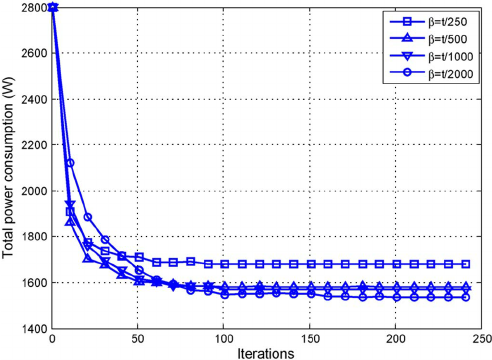 2800
2600
2400
2200
2000
1800
1600
1400
Total power consumption (W)
β=t/250
β=t/500
β=t/1000
β=t/2000
0 50 100 150 200 250
Iterations